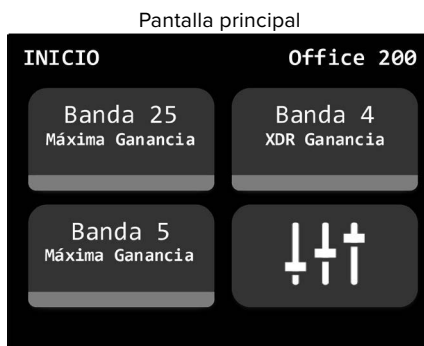 Pantalla principal
INICIO Office 200
Banda 25
Máxima Ganancia
Banda 4
XDR Ganancia
Banda 5
Máxima Ganancia